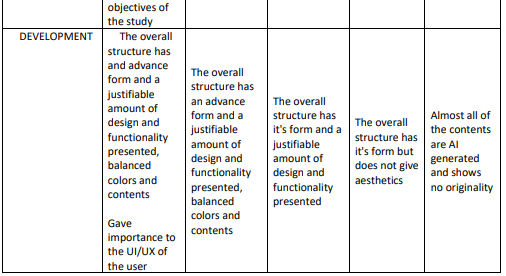 objectives of
the study
DEVELOPMENT
The overall
structure has
and advance
form and a
justifiable
amount of
design and
functionality
presented,
balanced
colors and
contents
Gave
importance to
the UI/UX of
the user
The overall
structure has
an advance
form and a
justifiable
amount of
design and
functionality
presented,
balanced
colors and
contents
The overall
structure has
it's form and a
justifiable
amount of
design and
functionality
presented
The overall
structure has
it's form but
does not give
aesthetics
Almost all of
the contents
are AI
generated
and shows
no originality